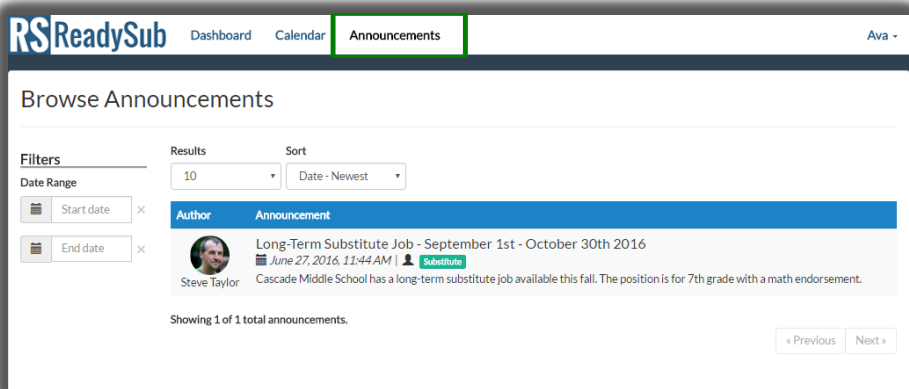 RS ReadySub Dashboard Calendar Announcements Ava
Browse Announcements
Filters
Date Range
Start date ×
End date ×
Results Sort
10 Date - Newest
Author Announcement
Long-Term Substitute Job - September 1st - October 30th 2016
June 27, 2016, 11:44 AM | Substitute
Steve Taylor
Cascade Middle School has a long-term substitute job available this fall. The position is for 7th grade with a math endorsement.
Showing 1 of 1 total announcements.
« Previous Next »